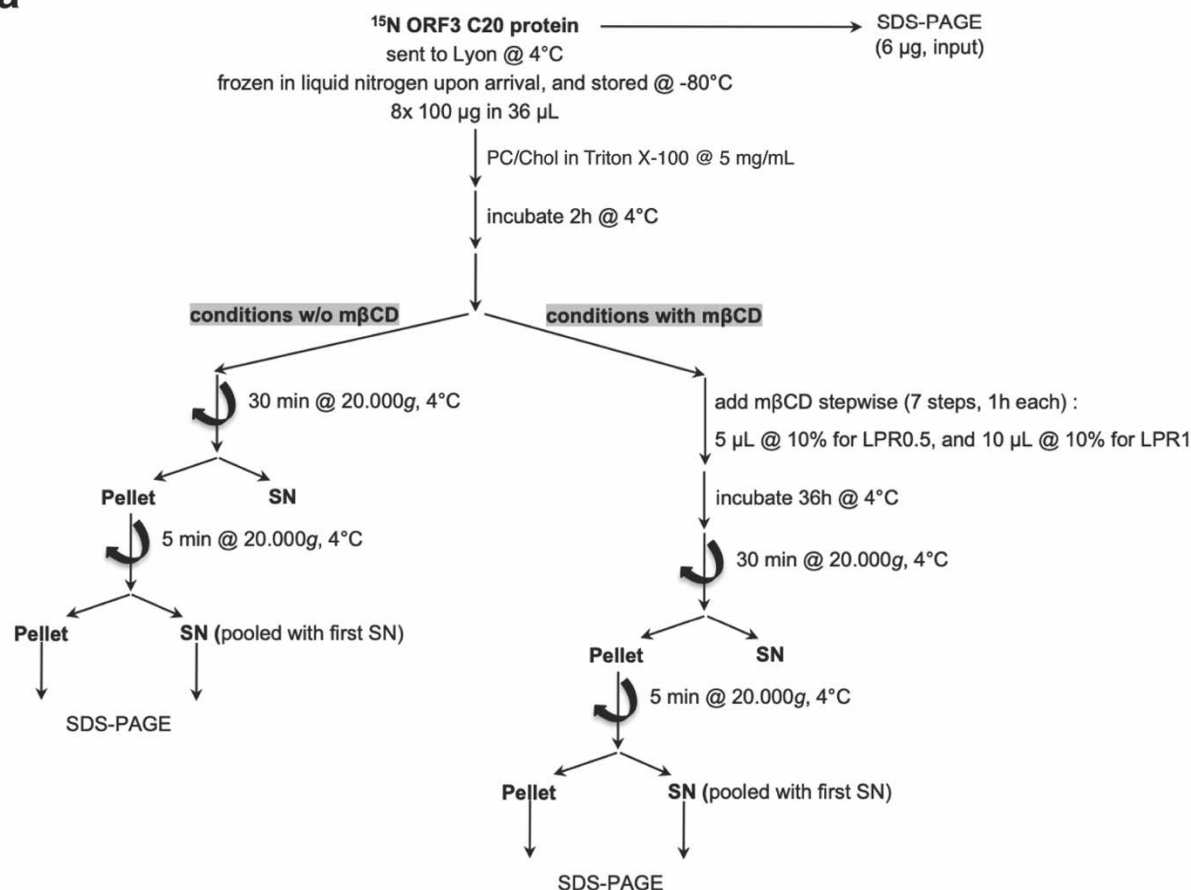 ¹⁵N ORF3 C20 protein
SDS-PAGE
(6 µg, input)
sent to Lyon @ 4°C
frozen in liquid nitrogen upon arrival, and stored @ -80°C
8x 100 µg in 36 µL
PC/Chol in Triton X-100 @ 5 mg/mL
incubate 2h @ 4°C
conditions w/o mβCD
conditions with mβCD
30 min @ 20.000g, 4°C
add mβCD stepwise (7 steps, 1h each) :
5 µL @ 10% for LPR0.5, and 10 µL @ 10% for LPR1
Pellet
SN
incubate 36h @ 4°C
5 min @ 20.000g, 4°C
30 min @ 20.000g, 4°C
Pellet
SN (pooled with first SN)
Pellet
SN
5 min @ 20.000g, 4°C
SDS-PAGE
Pellet
SN (pooled with first SN)
SDS-PAGE